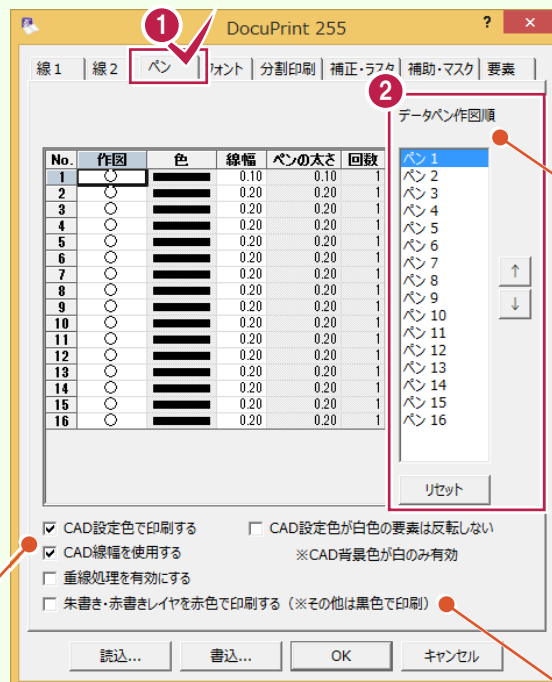 1
DocuPrint 255
? ×
線1 線2 ペン フォント 分割印刷 補正・ラスタ 補助・マスク 要素
2
データペン作図順
No. 作図 色 線幅 ペンの太さ 回数
1 ○ 0.10 0.10 1
2 ○ 0.20 0.20 1
3 ○ 0.20 0.20 1
4 ○ 0.20 0.20 1
5 ○ 0.20 0.20 1
6 ○ 0.20 0.20 1
7 ○ 0.20 0.20 1
8 ○ 0.20 0.20 1
9 ○ 0.20 0.20 1
10 ○ 0.20 0.20 1
11 ○ 0.20 0.20 1
12 ○ 0.20 0.20 1
13 ○ 0.20 0.20 1
14 ○ 0.20 0.20 1
15 ○ 0.20 0.20 1
16 ○ 0.20 0.20 1
ペン 1
ペン 2
ペン 3
ペン 4
ペン 5
ペン 6
ペン 7
ペン 8
ペン 9
ペン 10
ペン 11
ペン 12
ペン 13
ペン 14
ペン 15
ペン 16
↑
↓
リセット
CAD設定色で印刷する
CAD設定色が白色の要素は反転しない
CAD線幅を使用する
※CAD背景色が白のみ有効
重線処理を有効にする
朱書き・赤書きレイヤを赤色で印刷する（※その他は黒色で印刷）
読込... 書込... OK キャンセル